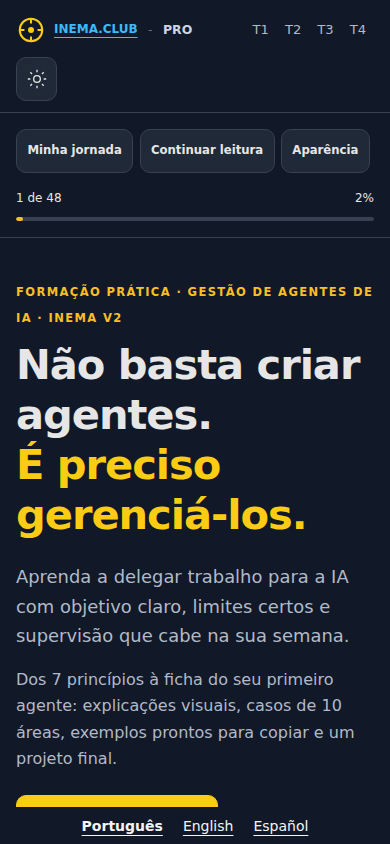 INEMA.CLUB - PRO T1 T2 T3 T4
Minha jornada Continuar leitura Aparência
1 de 48 2%
FORMAÇÃO PRÁTICA · GESTÃO DE AGENTES DE
IA · INEMA V2
Não basta criar
agentes.
É preciso
gerenciá-los.
Aprenda a delegar trabalho para a IA
com objetivo claro, limites certos e
supervisão que cabe na sua semana.
Dos 7 princípios à ficha do seu primeiro
agente: explicações visuais, casos de 10
áreas, exemplos prontos para copiar e um
projeto final.
Português English Español